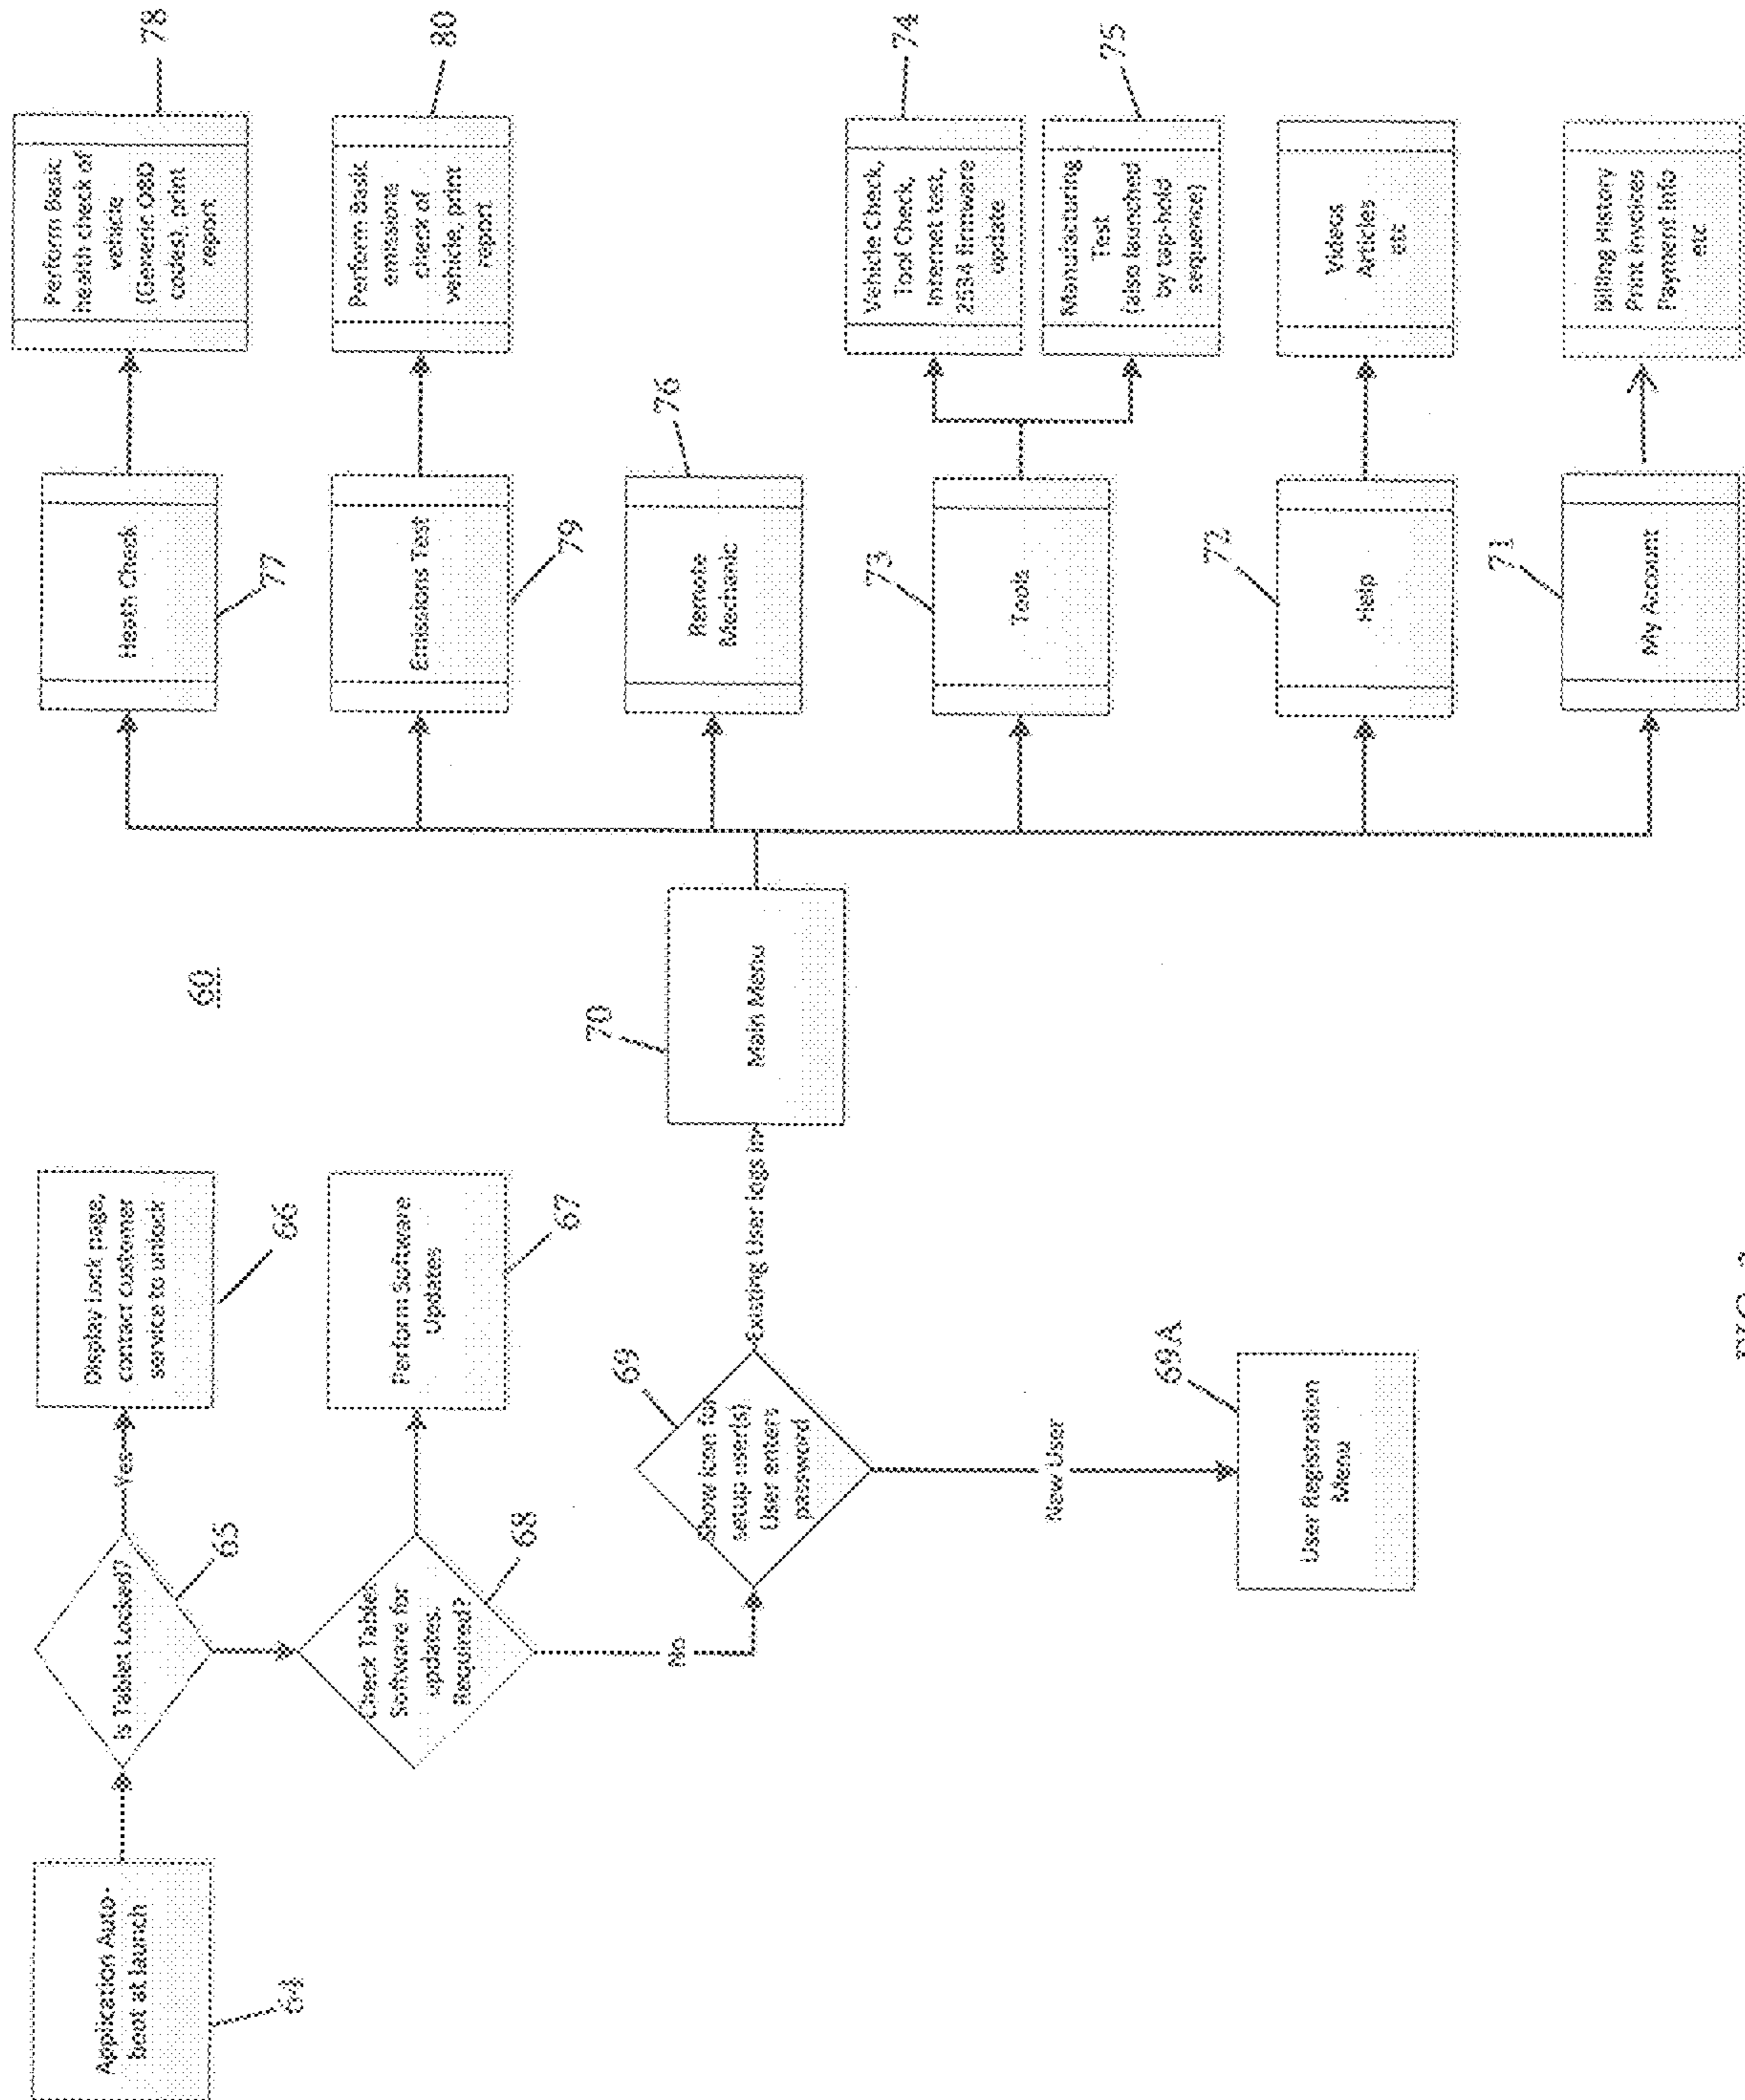 60
Application Auto-
boot at launch
64
Is Tablet Locked?
65
Yes
Display Lock page,
contact customer
service to unlock
66
Check Tablet
Software for
updates.
Required?
68
Perform Software
Updates
67
No
Show icon for
setup user(s)
User enters
password
69
Existing User logs in
New User
User Registration
Menu
69A
Main Menu
70
Health Check
77
Perform Basic
health check of
vehicle
(Generic OBD
codes), print
report
78
Emissions Test
79
Perform Basic
emissions
check of
vehicle, print
report
80
Remote
Mechanic
76
Tools
73
Vehicle Check,
Tool Check,
Internet test,
update
74
Manufacturing
Test
(also launched
by tap-hold
sequence)
75
Help
72
Videos
Articles
etc
My Account
71
Billing History
Print Invoices
Payment Info
etc